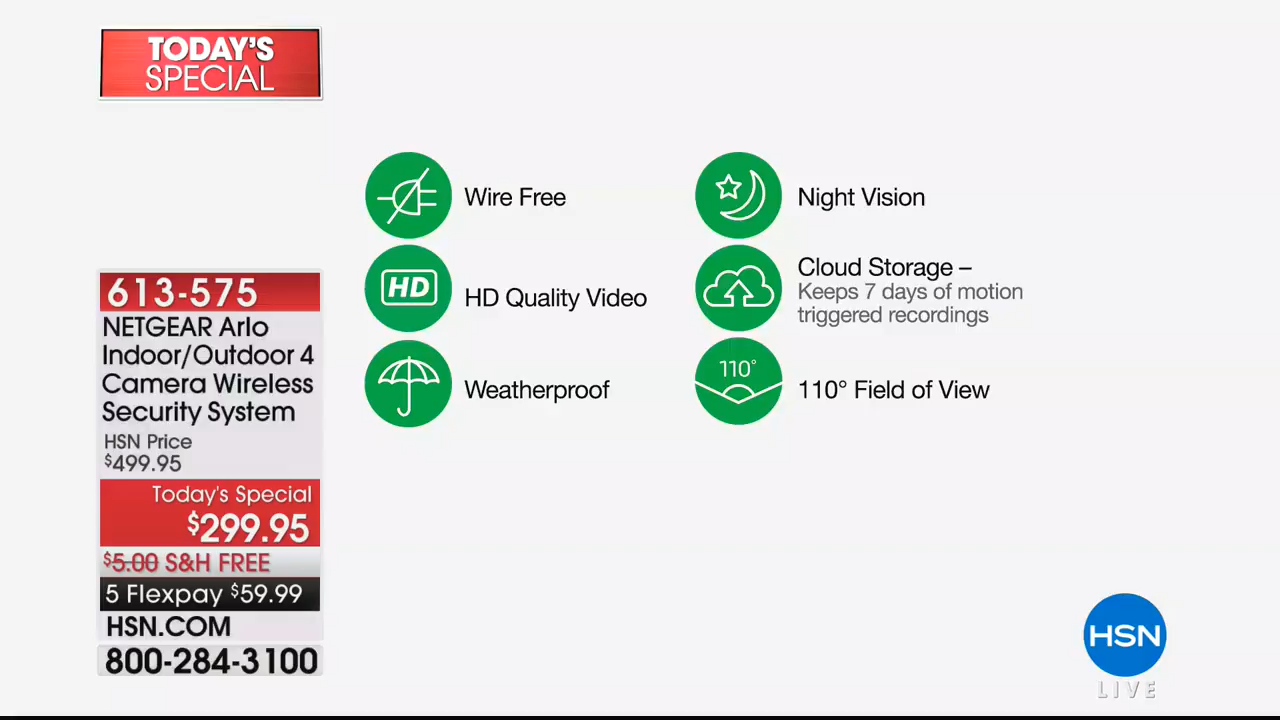 TODAY'S
SPECIAL
Wire Free
Night Vision
HD
HD Quality Video
Cloud Storage –
Keeps 7 days of motion
triggered recordings
Weatherproof
110°
110° Field of View
613-575
NETGEAR Arlo
Indoor/Outdoor 4
Camera Wireless
Security System
HSN Price
$499.95
Today's Special
$299.95
$5.00 S&H FREE
5 Flexpay $59.99
HSN.COM
800-284-3100
HSN
LIVE